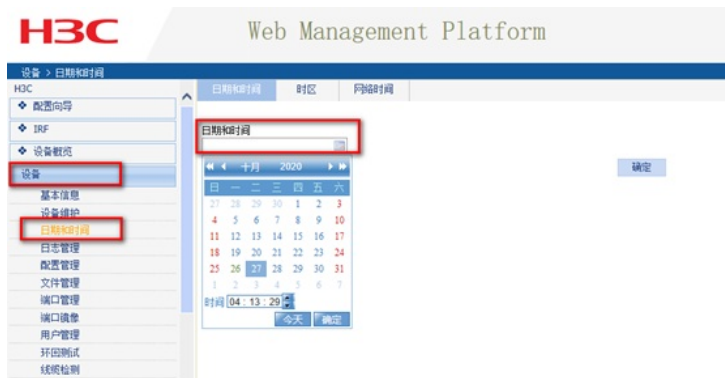 H3C
Web Management Platform
设备 > 日期和时间
H3C
配置向导
IRF
设备概览
设备
基本信息
设备维护
日期和时间
日志管理
配置管理
文件管理
端口管理
端口镜像
用户管理
环回测试
线缆检测
日期和时间 时区 网络时间
日期和时间
确定
十月 2020
日 一 二 三 四 五 六
27 28 29 30 1 2 3
4 5 6 7 8 9 10
11 12 13 14 15 16 17
18 19 20 21 22 23 24
25 26 27 28 29 30 31
1 2 3 4 5 6 7
时间 04 : 13 : 29
今天 确定